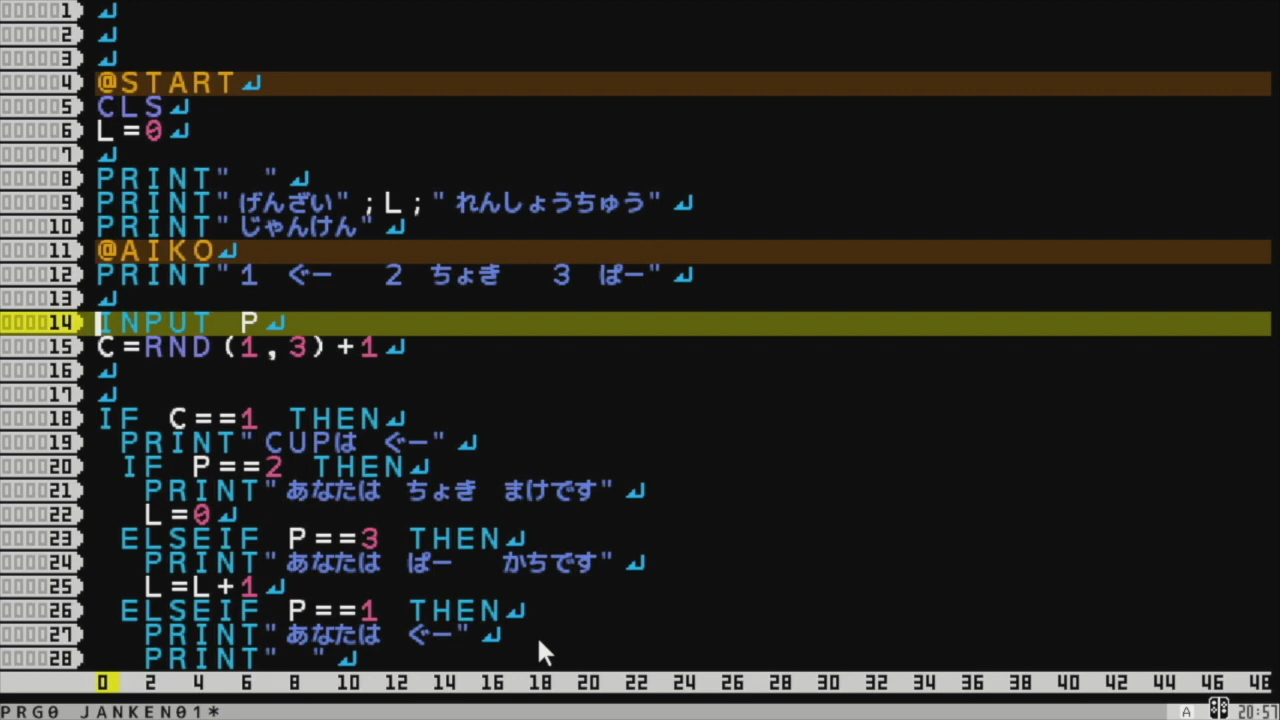 000001
000002
000003
000004 @START
000005 CLS
000006 L=0
000007
000008 PRINT"  "
000009 PRINT"げんざい";L;"れんしょうちゅう"
000010 PRINT"じゃんけん"
000011 @AIKO
000012 PRINT"1 ぐー  2 ちょき  3 ぱー"
000013
000014 INPUT P
000015 C=RND(1,3)+1
000016
000017
000018 IF C==1 THEN
000019 PRINT"CUPは ぐー"
000020 IF P==2 THEN
000021 PRINT"あなたは ちょき まけです"
000022 L=0
000023 ELSEIF P==3 THEN
000024 PRINT"あなたは ぱー  かちです"
000025 L=L+1
000026 ELSEIF P==1 THEN
000027 PRINT"あなたは ぐー"
000028 PRINT"  "
0 2 4 6 8 10 12 14 16 18 20 22 24 26 28 30 32 34 36 38 40 42 44 46 48
PRG0 JANKEN01* A 20:57